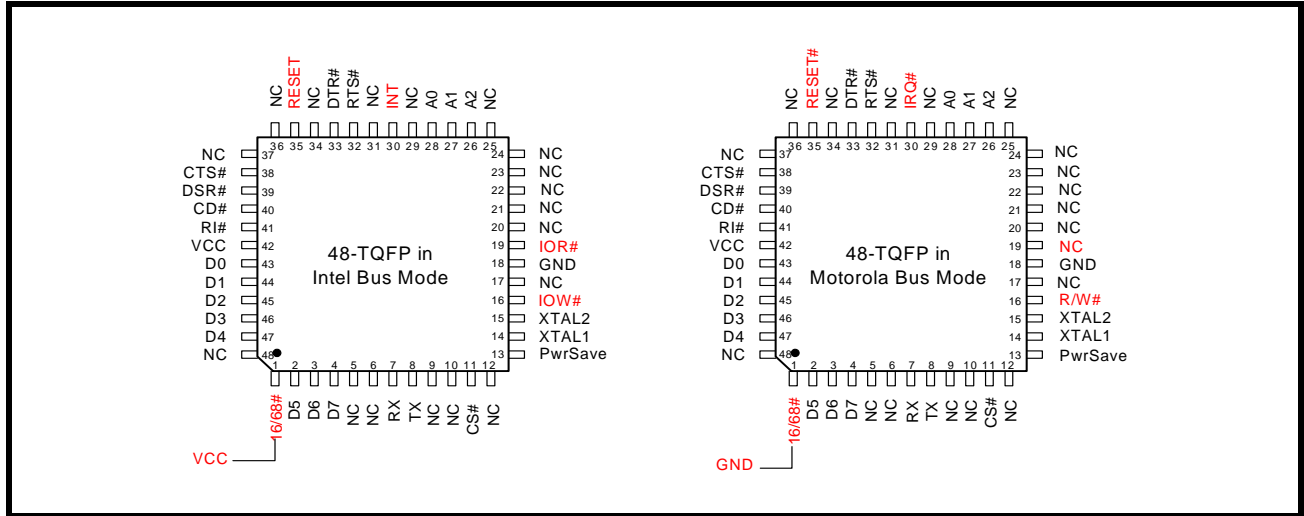 NC RESET NC DTR# RTS# NC INT NC A0 A1 A2 NC
36 35 34 33 32 31 30 29 28 27 26 25
NC 37 24 NC
CTS# 38 23 NC
DSR# 39 22 NC
CD# 40 21 NC
RI# 41 20 NC
VCC 42 19 IOR#
D0 43 18 GND
D1 44 17 NC
D2 45 16 IOW#
D3 46 15 XTAL2
D4 47 14 XTAL1
NC 48 13 PwrSave
48-TQFP in
Intel Bus Mode
1 2 3 4 5 6 7 8 9 10 11 12
16/68# D5 D6 D7 NC NC RX TX NC NC CS# NC
VCC
NC RESET# NC DTR# RTS# NC IRQ# NC A0 A1 A2 NC
36 35 34 33 32 31 30 29 28 27 26 25
NC 37 24 NC
CTS# 38 23 NC
DSR# 39 22 NC
CD# 40 21 NC
RI# 41 20 NC
VCC 42 19 NC
D0 43 18 GND
D1 44 17 NC
D2 45 16 R/W#
D3 46 15 XTAL2
D4 47 14 XTAL1
NC 48 13 PwrSave
48-TQFP in
Motorola Bus Mode
1 2 3 4 5 6 7 8 9 10 11 12
16/68# D5 D6 D7 NC NC RX TX NC NC CS# NC
GND